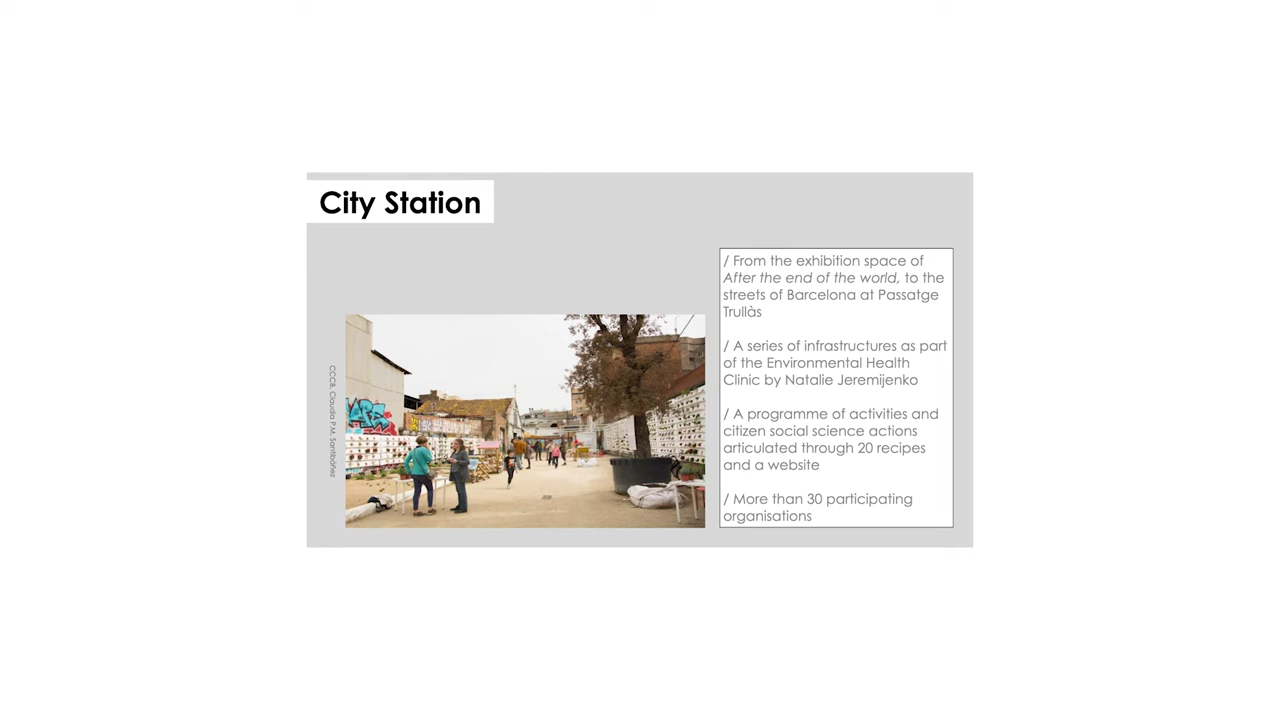 City Station
/ From the exhibition space of
After the end of the world, to the
streets of Barcelona at Passatge
Trullàs
/ A series of infrastructures as part
of the Environmental Health
Clinic by Natalie Jeremijenko
/ A programme of activities and
citizen social science actions
articulated through 20 recipes
and a website
/ More than 30 participating
organisations
CCCB, Claudia P.M. Santibáñez